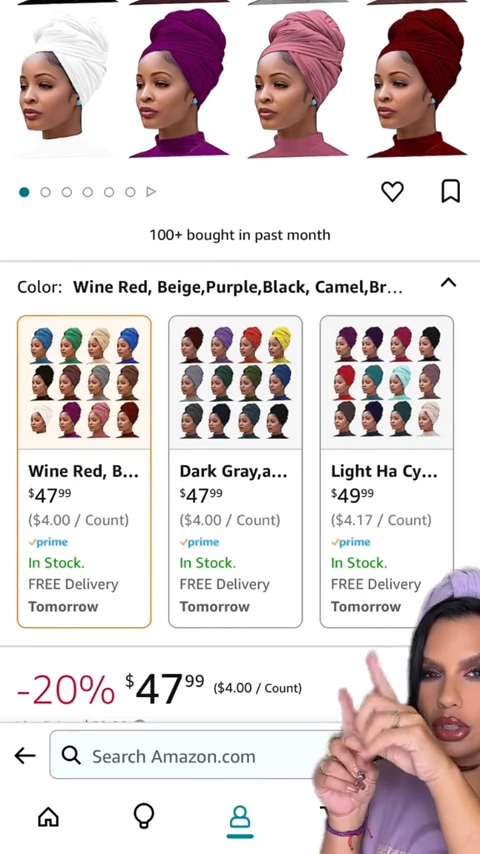 100+ bought in past month
Color: Wine Red, Beige,Purple,Black, Camel,Br...
Wine Red, B...
$47⁹⁹
($4.00 / Count)
prime
In Stock.
FREE Delivery
Tomorrow
Dark Gray,a...
$47⁹⁹
($4.00 / Count)
prime
In Stock.
FREE Delivery
Tomorrow
Light Ha Cy...
$49⁹⁹
($4.17 / Count)
prime
In Stock.
FREE Delivery
Tomorrow
-20% $47⁹⁹ ($4.00 / Count)
Search Amazon.com